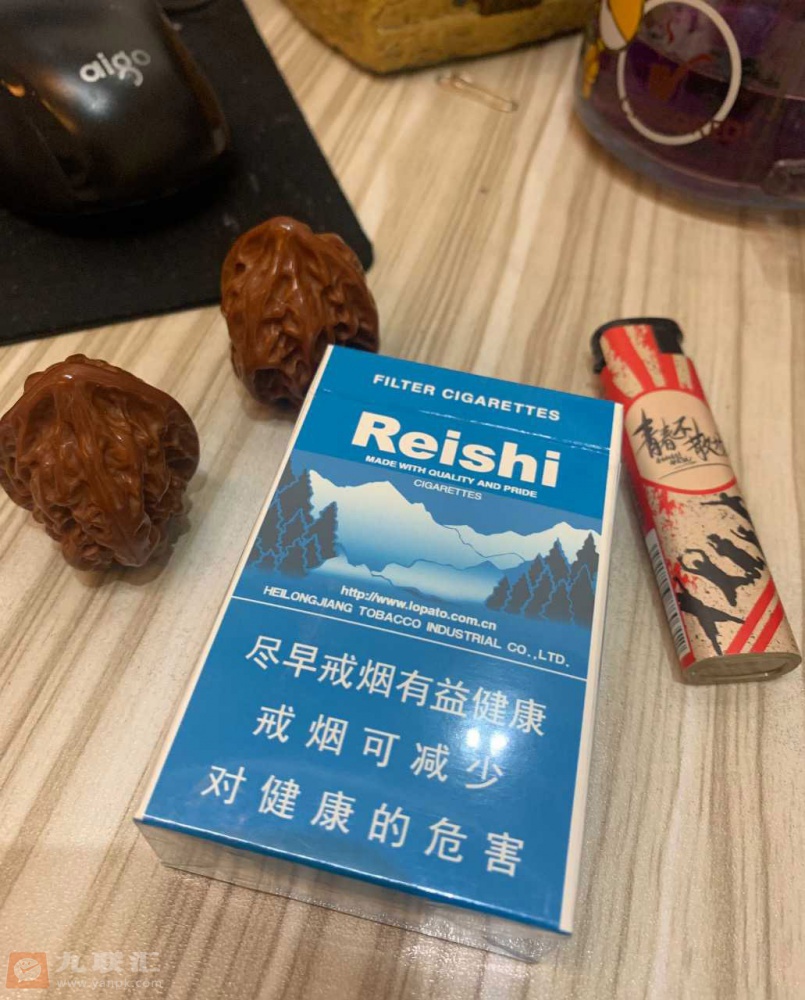 aigo
FILTER CIGARETTES
Reishi
MADE WITH QUALITY AND PRIDE
CIGARETTES
http://www.lopato.com.cn
HEILONGJIANG TOBACCO INDUSTRIAL CO.,LTD.
尽早戒烟有益健康
戒烟可减少
对健康的危害
青春不散场
九联汇